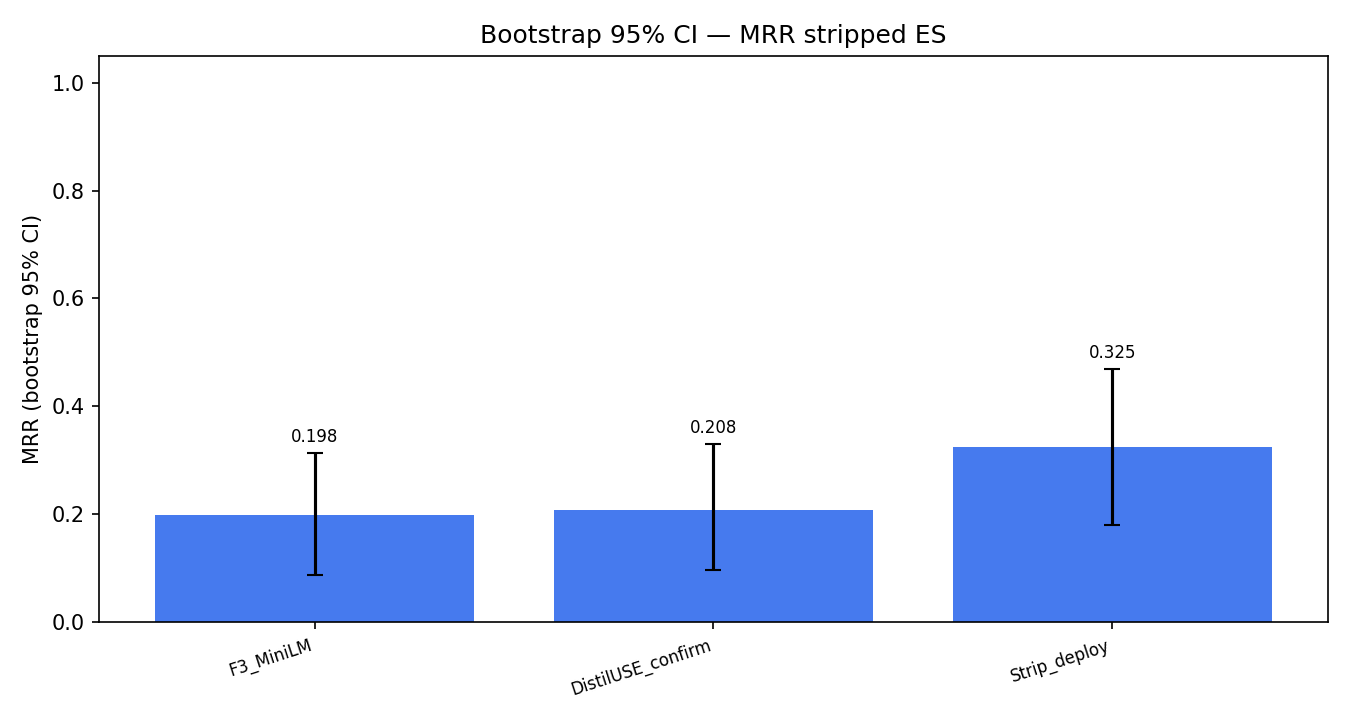 Bootstrap 95% CI — MRR stripped ES
MRR (bootstrap 95% CI)
1.0
0.8
0.6
0.4
0.2
0.0
0.198
0.208
0.325
F3_MiniLM
DistilUSE_confirm
Strip_deploy